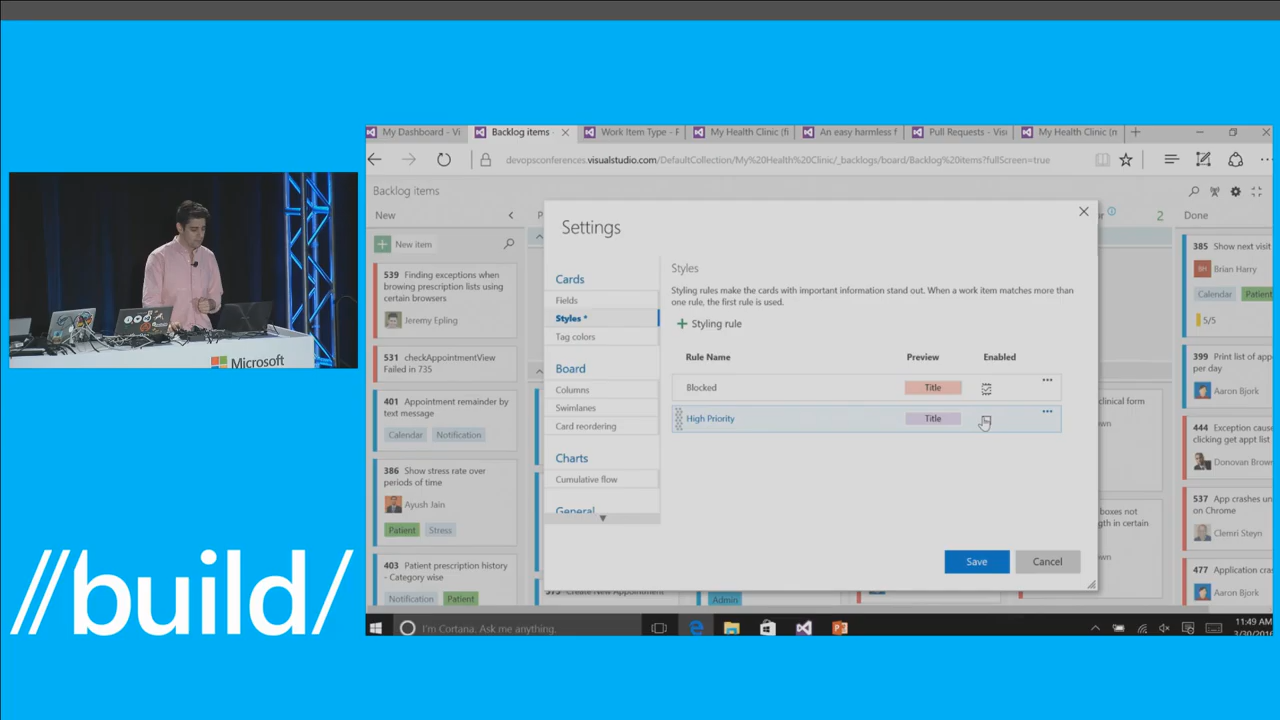 My Dashboard - Vi
Backlog items -
Work Item Type - F
My Health Clinic (fi
An easy harmless f
Pull Requests - Visu
My Health Clinic (m
devopsconferences.visualstudio.com/DefaultCollection/My%20Health%20Clinic/_backlogs/board/Backlog%20items?fullScreen=true
Backlog items
New
2
Done
New item
539 Finding exceptions when
browing prescription lists using
certain browsers
Jeremy Epling
531 checkAppointmentView
Failed in 735
401 Appointment remainder by
text message
Calendar
Notification
386 Show stress rate over
periods of time
Ayush Jain
Patient
Stress
403 Patient prescription history
- Category wise
Notification
Patient
Settings
Cards
Fields
Styles *
Tag colors
Board
Columns
Swimlanes
Card reordering
Charts
Cumulative flow
General
Styles
Styling rules make the cards with important information stand out. When a work item matches more than
one rule, the first rule is used.
+ Styling rule
Rule Name
Preview
Enabled
Blocked
Title
...
High Priority
Title
...
Save
Cancel
Create New Appointment
Admin
clinical form
boxes not
gth in certain
385 Show next visit
BH Brian Harry
Calendar
Patient
5/5
399 Print list of app
per day
Aaron Bjork
444 Exception cause
clicking get appt list
Donovan Brown
537 App crashes un
on Chrome
Clemri Steyn
477 Application cras
Aaron Bjork
I'm Cortana. Ask me anything.
11:49 AM
3/30/2016
Microsoft
//build/